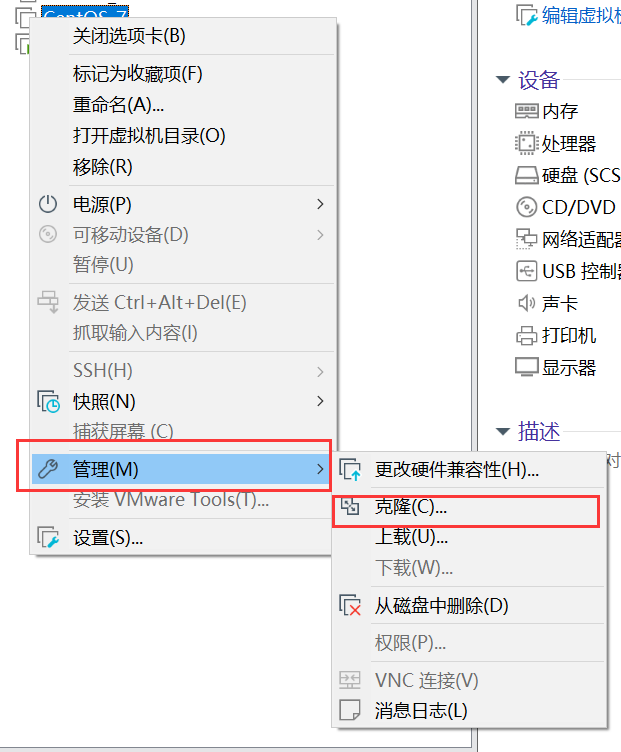 CentOS 7
关闭选项卡(B)
标记为收藏项(F)
重命名(A)...
打开虚拟机目录(O)
移除(R)
电源(P)
可移动设备(D)
暂停(U)
发送 Ctrl+Alt+Del(E)
抓取输入内容(I)
SSH(H)
快照(N)
捕获屏幕 (C)
管理(M)
安装 VMware Tools(T)...
设置(S)...
更改硬件兼容性(H)...
克隆(C)...
上载(U)...
下载(W)...
从磁盘中删除(D)
权限(P)...
VNC 连接(V)
消息日志(L)
编辑虚拟机
设备
内存
处理器
硬盘 (SCS
CD/DVD
网络适配器
USB 控制器
声卡
打印机
显示器
描述
对